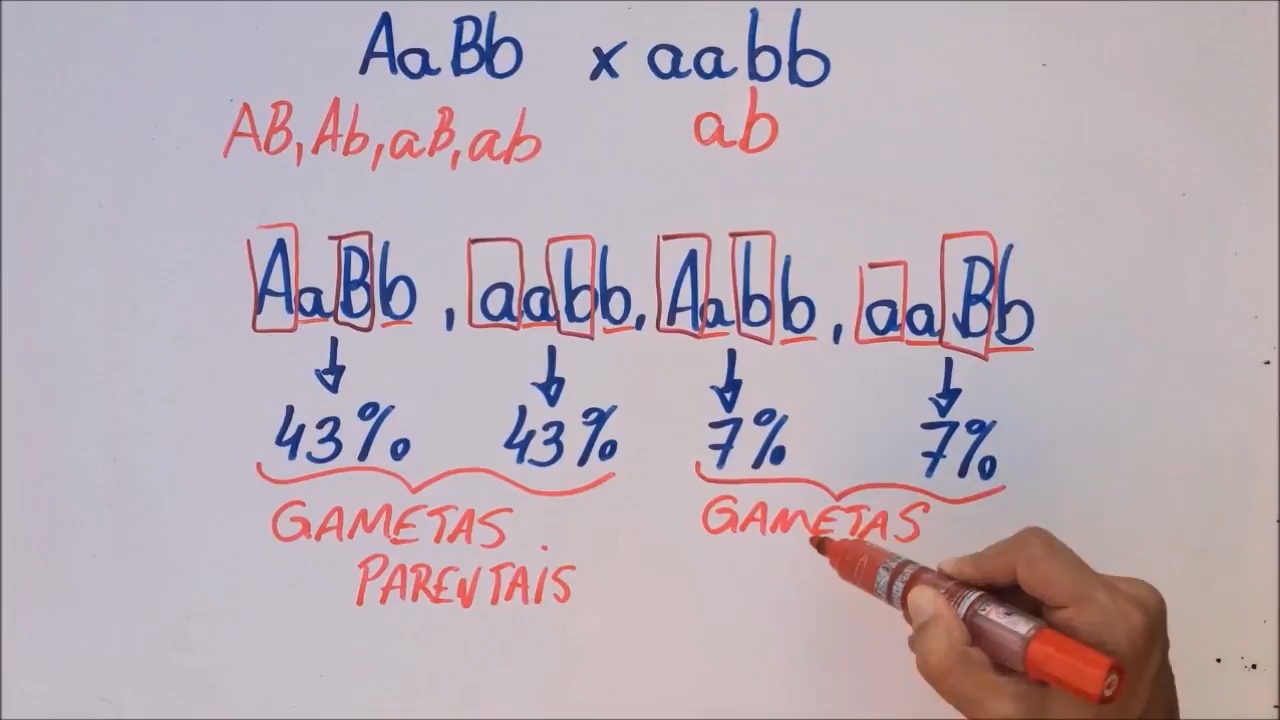 AaBb x aabb
AB, Ab, aB, ab ab
AaBb, aabb, Aabb, aaBb
43% 43% 7% 7%
GAMETAS GAMETAS
PARENTAIS